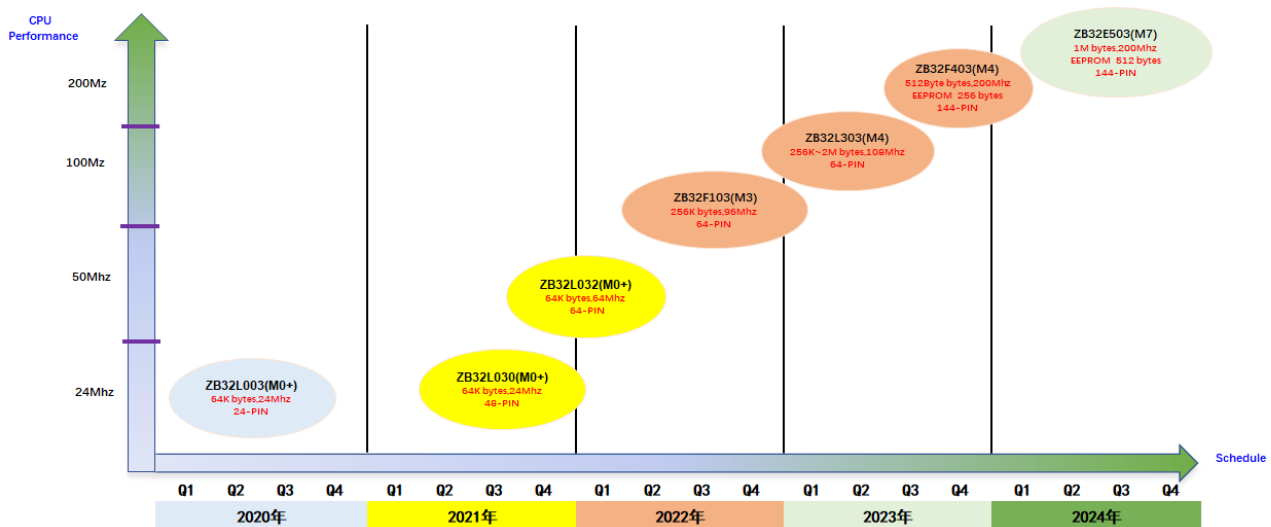 CPU
Performance
200Mz
100Mz
50Mhz
24Mhz
ZB32L003(M0+)
64K bytes,24Mhz
24-PIN
ZB32L030(M0+)
64K bytes,24Mhz
48-PIN
ZB32L032(M0+)
64K bytes,64Mhz
64-PIN
ZB32F103(M3)
256K bytes,96Mhz
64-PIN
ZB32L303(M4)
256K~2M bytes,108Mhz
64-PIN
ZB32F403(M4)
512Byte bytes,200Mhz
EEPROM 256 bytes
144-PIN
ZB32E503(M7)
1M bytes,200Mhz
EEPROM 512 bytes
144-PIN
Schedule
Q1 Q2 Q3 Q4 Q1 Q2 Q3 Q4 Q1 Q2 Q3 Q4 Q1 Q2 Q3 Q4 Q1 Q2 Q3 Q4
2020年 2021年 2022年 2023年 2024年